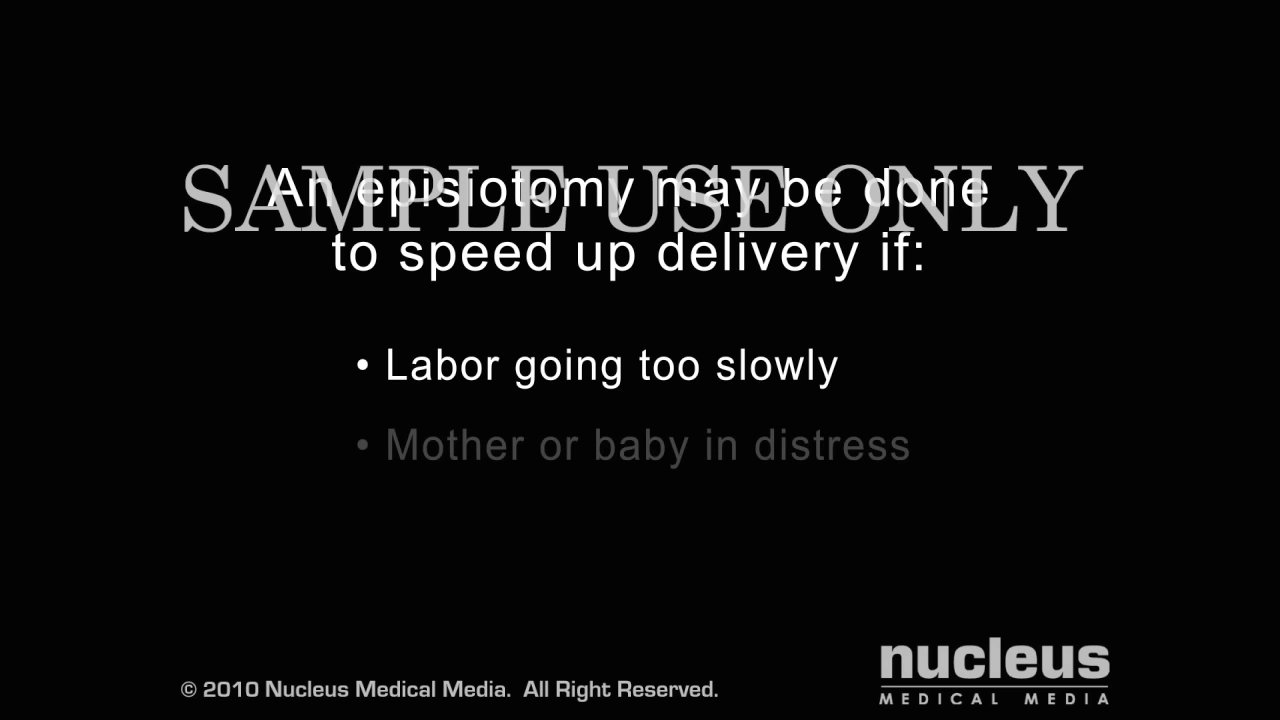 SAMPLE USE ONLY
An episiotomy may be done
to speed up delivery if:
• Labor going too slowly
• Mother or baby in distress
nucleus
MEDICAL MEDIA
© 2010 Nucleus Medical Media. All Right Reserved.